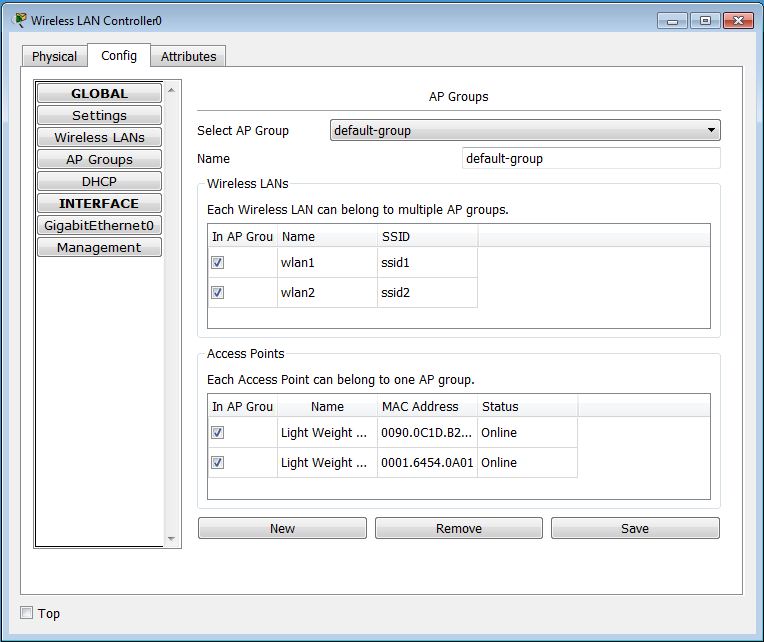 Wireless LAN Controller0
Physical Config Attributes
GLOBAL
Settings
Wireless LANs
AP Groups
DHCP
INTERFACE
GigabitEthernet0
Management
AP Groups
Select AP Group default-group
Name default-group
Wireless LANs
Each Wireless LAN can belong to multiple AP groups.
In AP Grou Name SSID
wlan1 ssid1
wlan2 ssid2
Access Points
Each Access Point can belong to one AP group.
In AP Grou Name MAC Address Status
Light Weight ... 0090.0C1D.B2... Online
Light Weight ... 0001.6454.0A01 Online
New Remove Save
Top